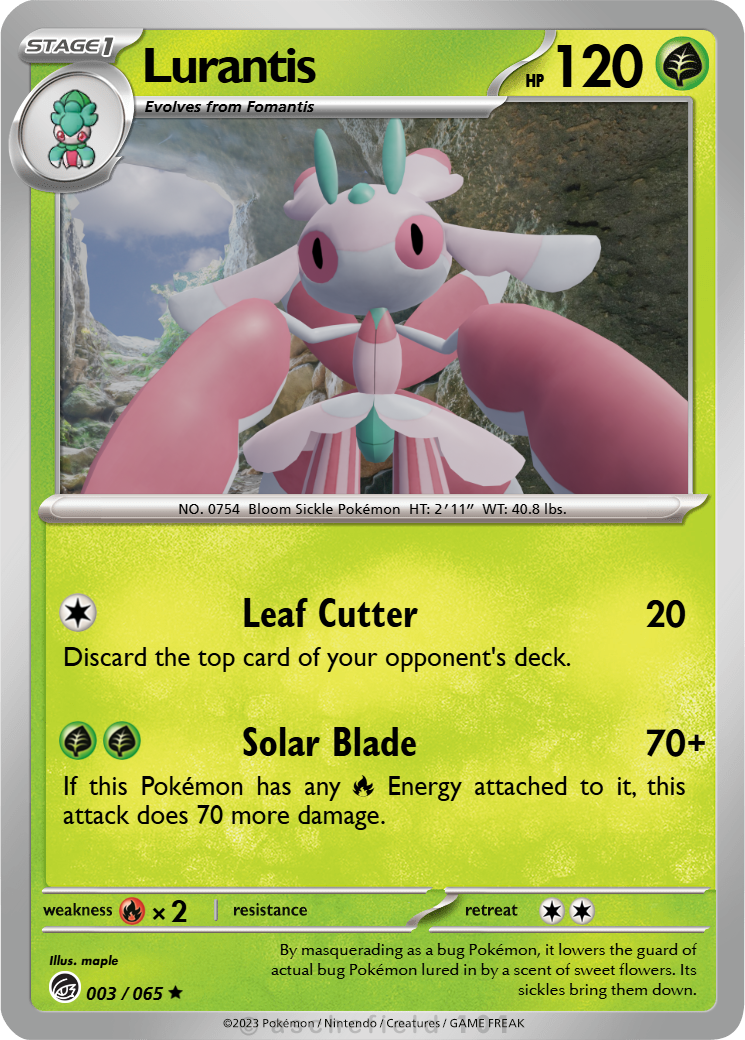 STAGE1
Lurantis
HP 120
Evolves from Fomantis
NO. 0754 Bloom Sickle Pokémon HT: 2'11" WT: 40.8 lbs.
Leaf Cutter 20
Discard the top card of your opponent's deck.
Solar Blade 70+
If this Pokémon has any Energy attached to it, this
attack does 70 more damage.
weakness × 2 resistance retreat
Illus. maple
By masquerading as a bug Pokémon, it lowers the guard of
actual bug Pokémon lured in by a scent of sweet flowers. Its
sickles bring them down.
003 / 065 ★
©2023 Pokémon / Nintendo / Creatures / GAME FREAK